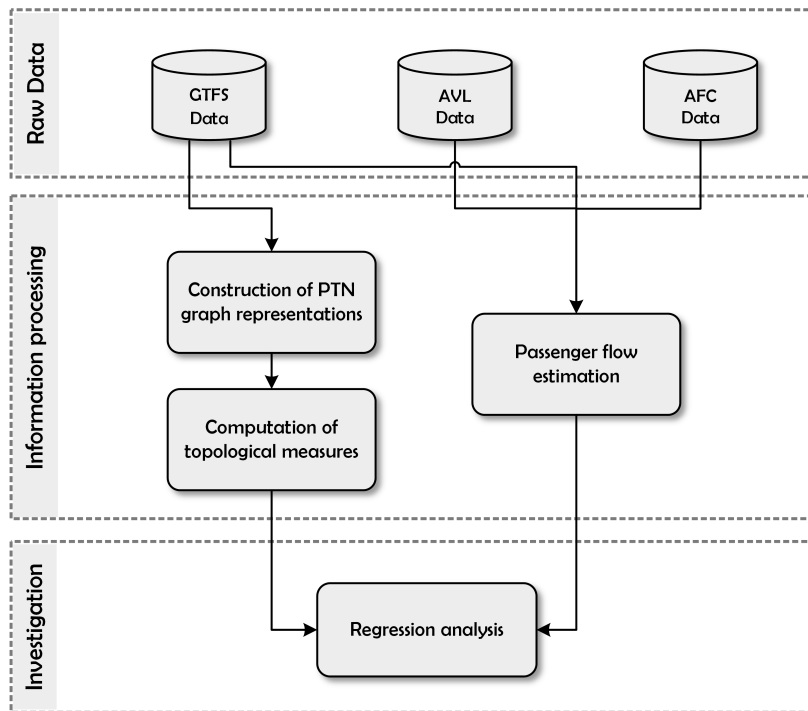 Raw Data
GTFS
Data
AVL
Data
AFC
Data
Information processing
Construction of PTN
graph representations
Passenger flow
estimation
Computation of
topological measures
Investigation
Regression analysis